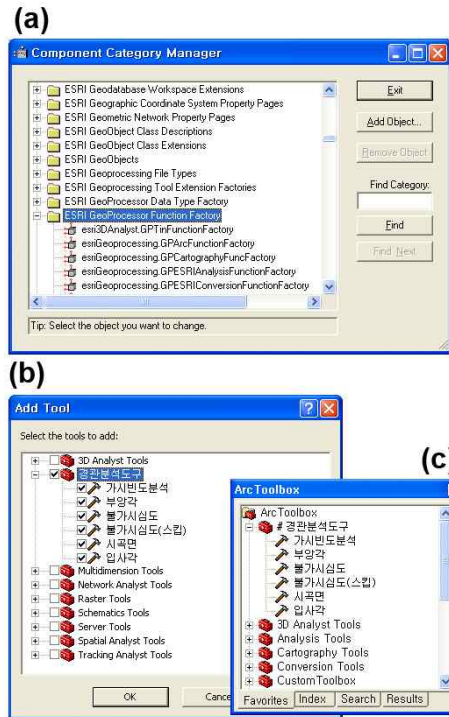 (a)
Component Category Manager
ESRI Geodatabase Workspace Extensions
ESRI Geographic Coordinate System Property Pages
ESRI Geometric Network Property Pages
ESRI GeoObject Class Descriptions
ESRI GeoObject Class Extensions
ESRI GeoObjects
ESRI Geoprocessing File Types
ESRI Geoprocessing Tool Extension Factories
ESRI GeoProcessor Data Type Factory
ESRI GeoProcessor Function Factory
esri3DAnalyst.GPTinFunctionFactory
esriGeoprocessing.GPArcFunctionFactory
esriGeoprocessing.GPCartographyFuncFactory
esriGeoprocessing.GPESRIAnalysisFunctionFactory
esriGeoprocessing.GPESRIConversionFunctionFactory
Tip: Select the object you want to change.
Exit
Add Object...
Remove Object
Find Category:
Find
Find Next
(b)
Add Tool
Select the tools to add:
3D Analyst Tools
경관분석도구
가시빈도분석
부양각
불가시심도
불가시심도(스킵)
시곡면
입사각
Multidimension Tools
Network Analyst Tools
Raster Tools
Schematics Tools
Server Tools
Spatial Analyst Tools
Tracking Analyst Tools
OK
Cance
(c)
ArcToolbox
ArcToolbox
# 경관분석도구
가시빈도분석
부양각
불가시심도
불가시심도(스킵)
시곡면
입사각
3D Analyst Tools
Analysis Tools
Cartography Tools
Conversion Tools
CustomToolbox
Favorites
Index
Search
Results